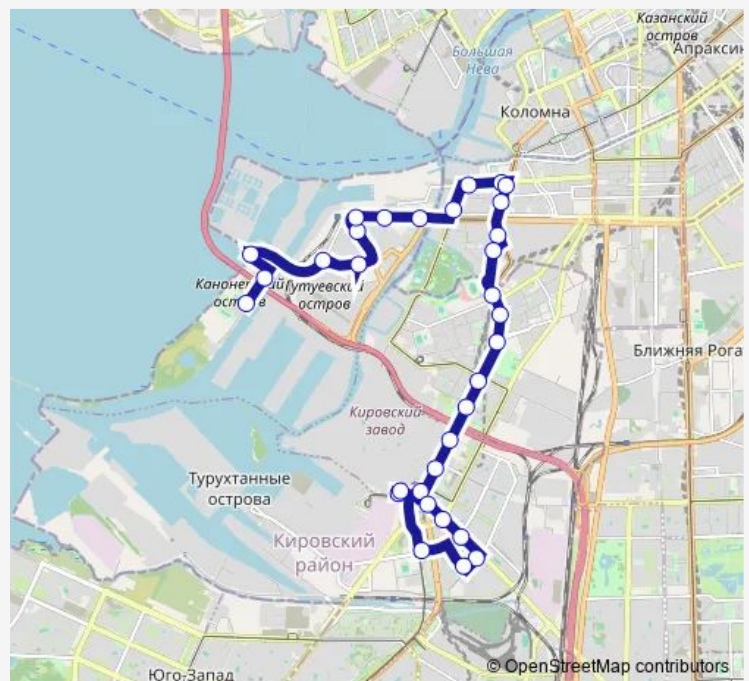 Казанский
остров
Апраксин
Большая
Нева
Коломна
Канонерский
остров
Гутуевский
остров
Ближняя Рога
Кировский
завод
Турухтанные
острова
Кировский
район
Юго-Запад
© OpenStreetMap contributors